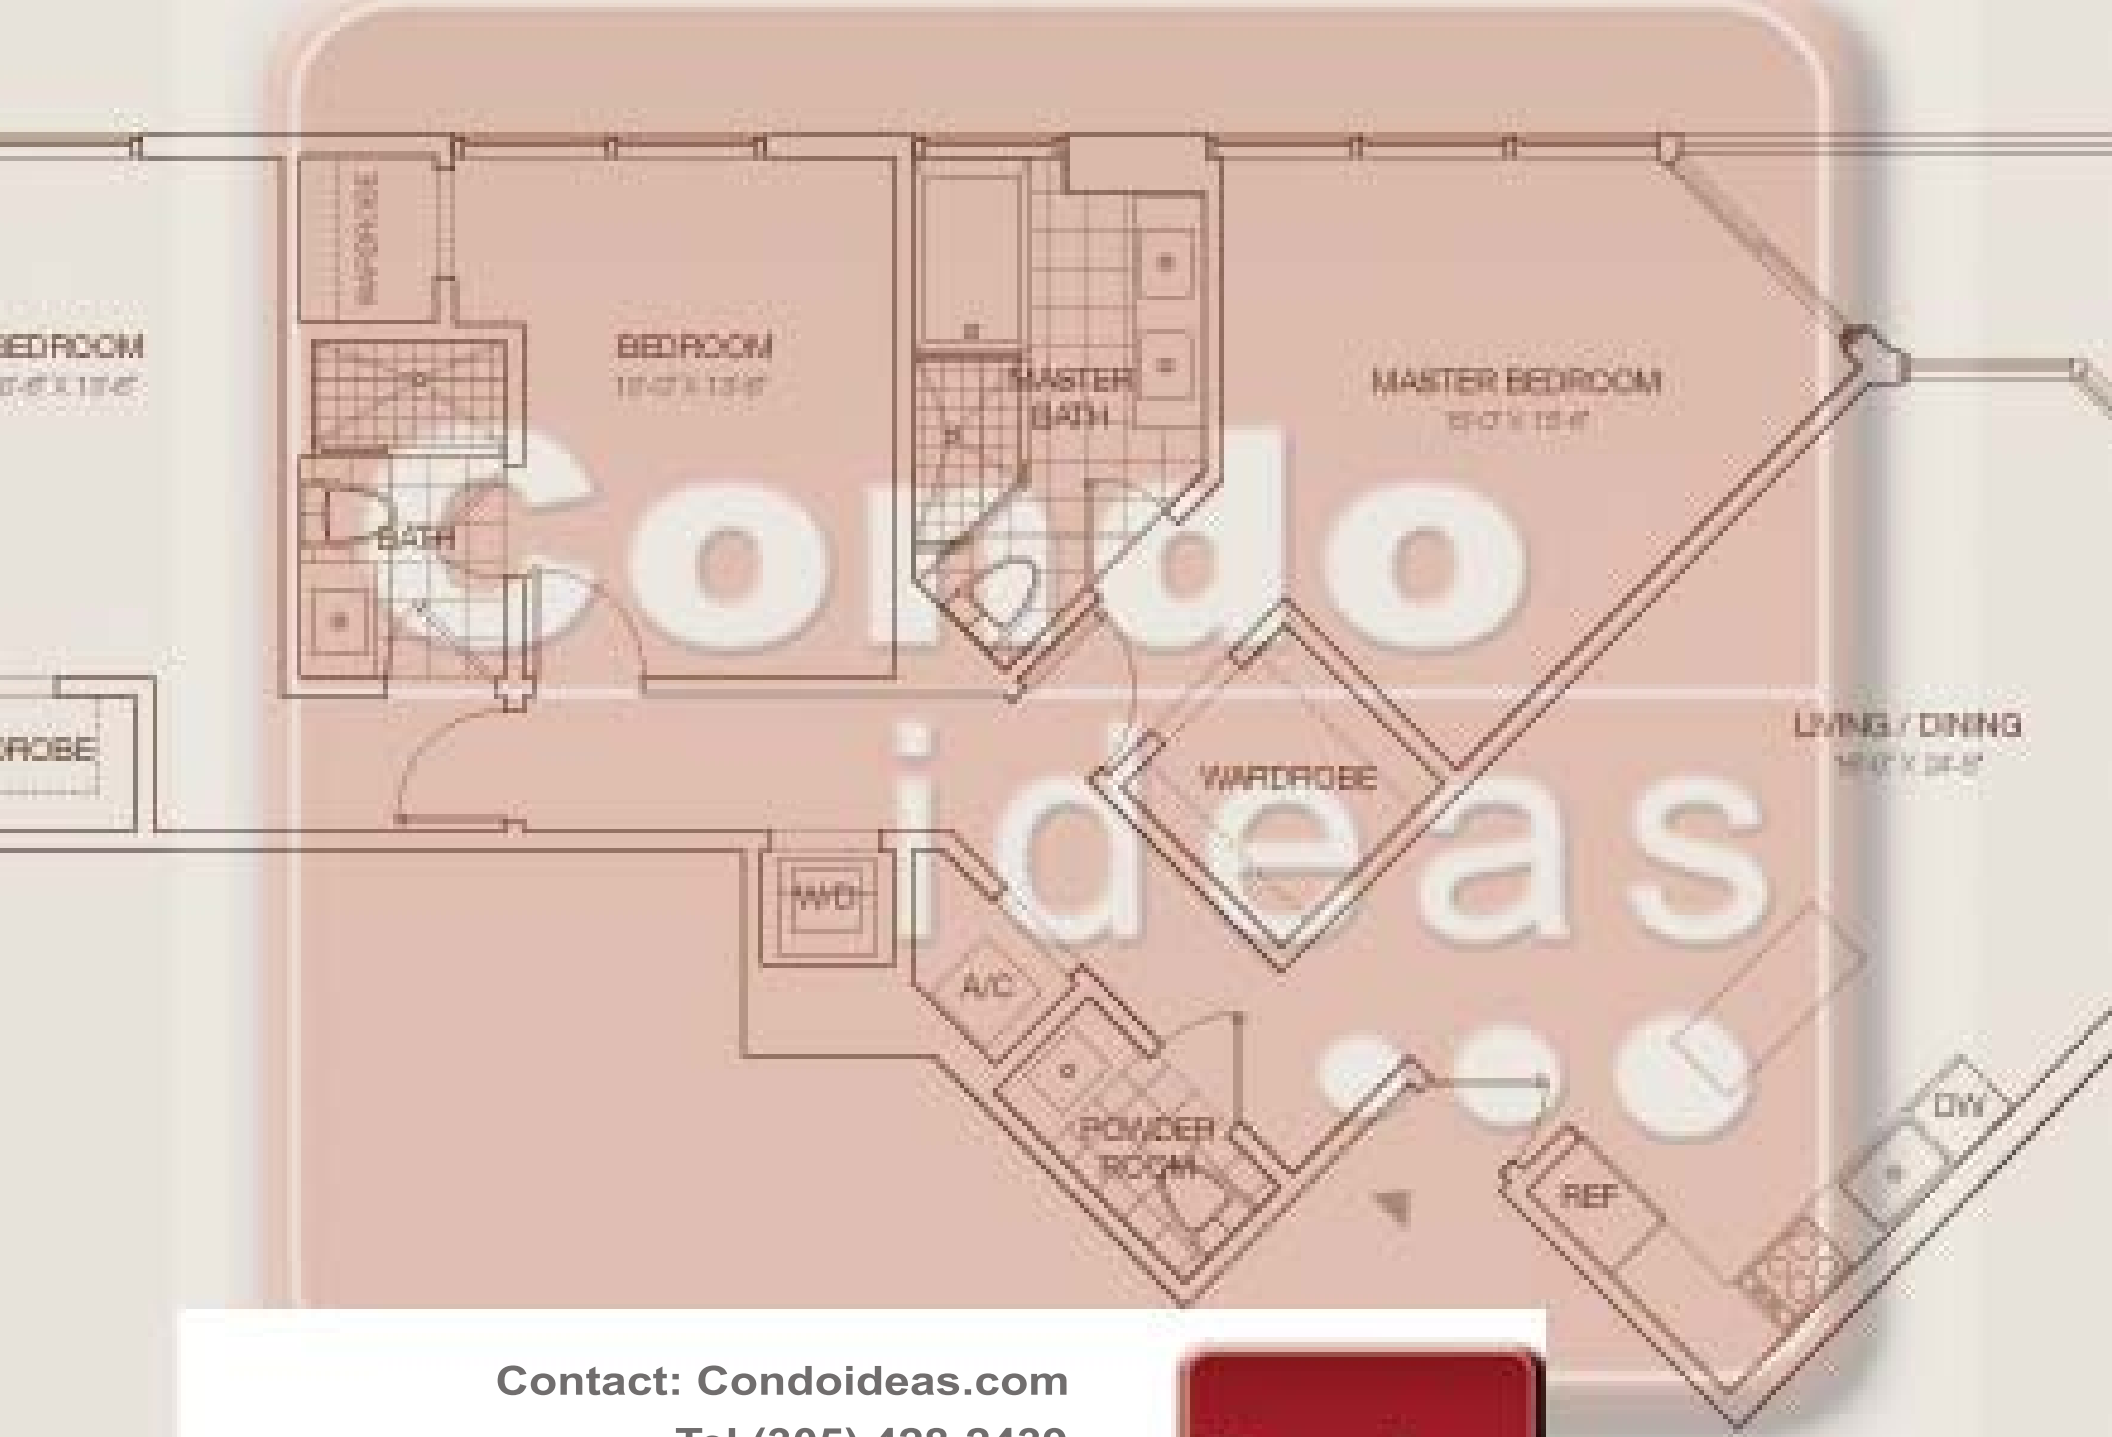 WARDROBE
BEDROOM
BEDROOM
MASTER
BATH
MASTER BEDROOM
BATH
Condo
ideas
DROBE
WARDROBE
LIVING / DINING
W/D
A/C
POWDER
ROOM
REF
DW
Contact: Condoideas.com